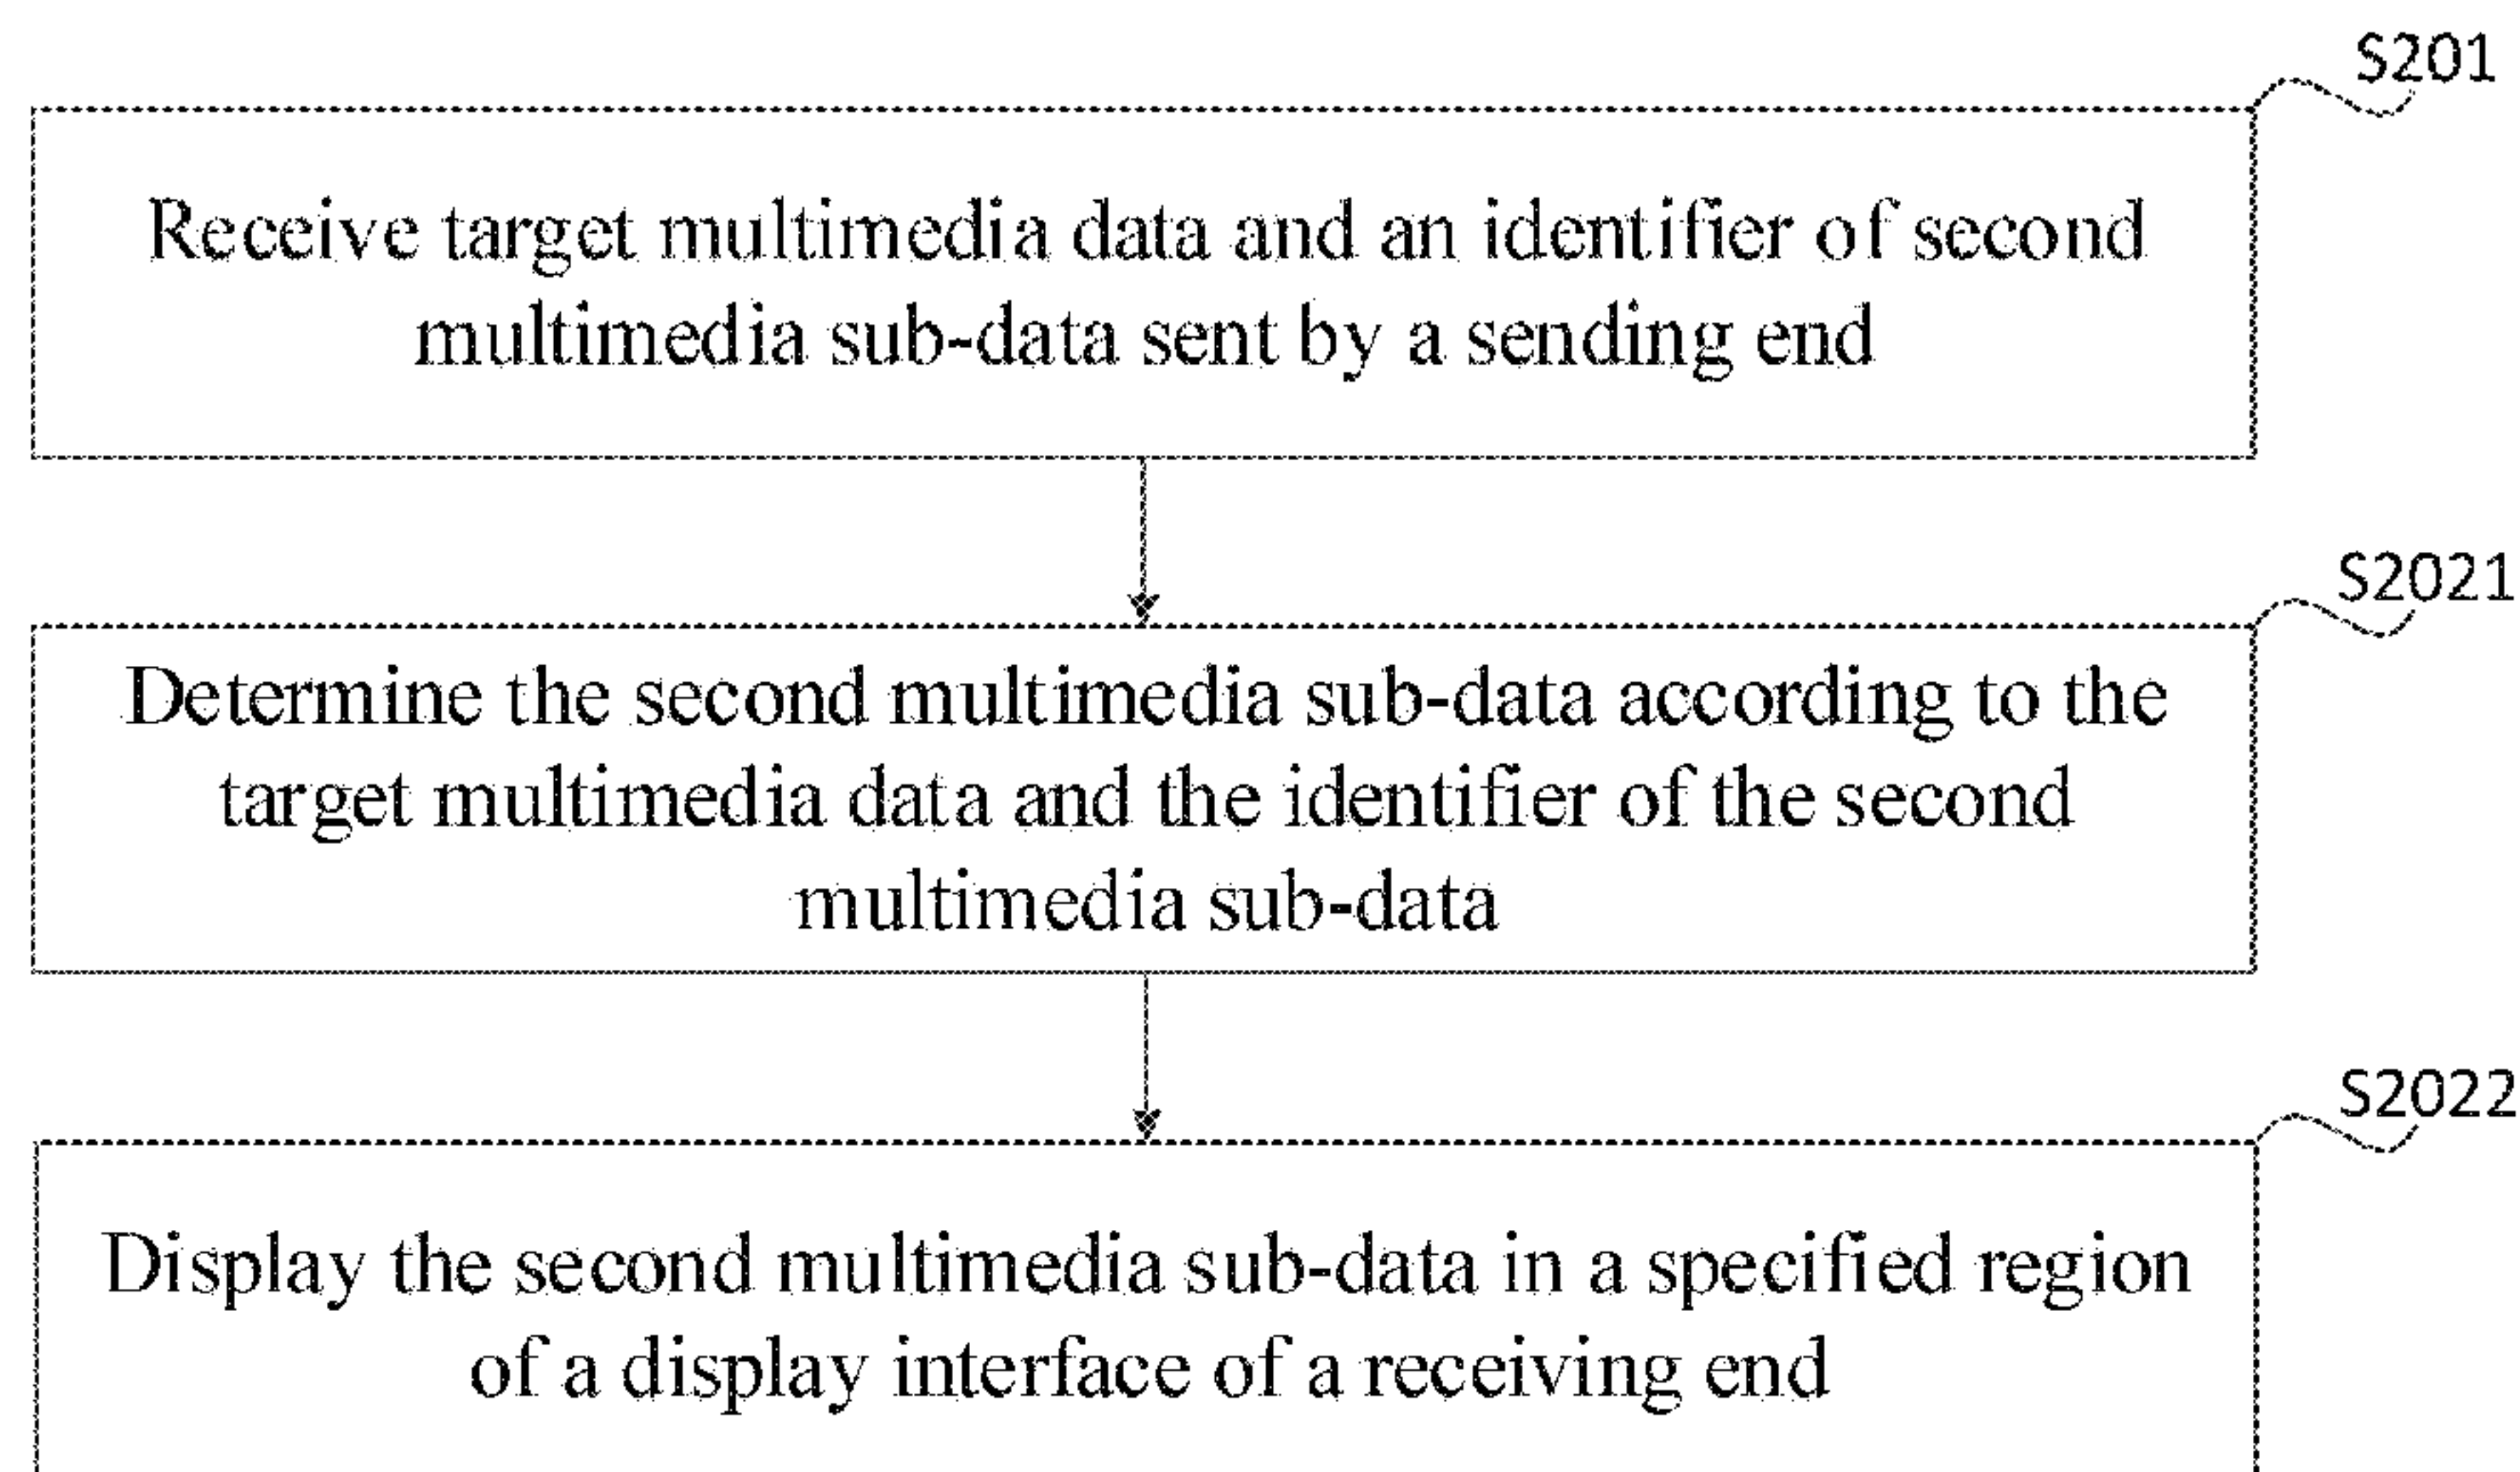 S201
Receive target multimedia data and an identifier of second
multimedia sub-data sent by a sending end
S2021
Determine the second multimedia sub-data according to the
target multimedia data and the identifier of the second
multimedia sub-data
S2022
Display the second multimedia sub-data in a specified region
of a display interface of a receiving end